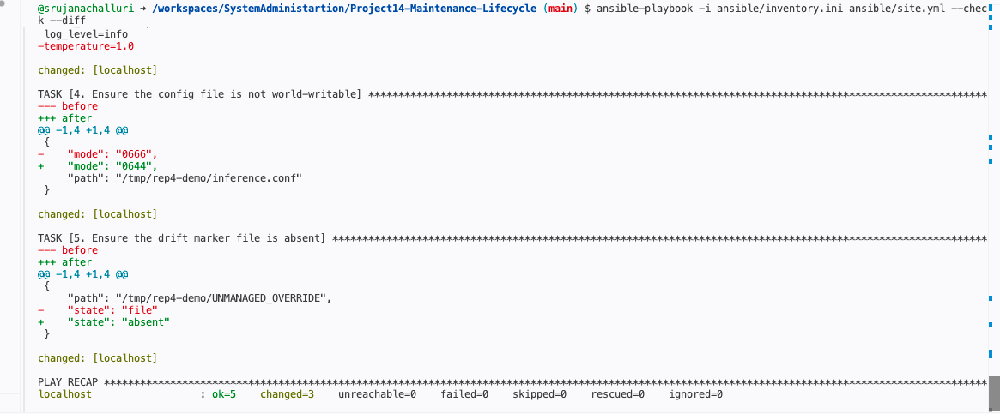 @srujanachalluri → /workspaces/SystemAdministartion/Project14-Maintenance-Lifecycle (main) $ ansible-playbook -i ansible/inventory.ini ansible/site.yml --chec
k --diff
 log_level=info
-temperature=1.0
changed: [localhost]
TASK [4. Ensure the config file is not world-writable] ********************************************************************************************************
--- before
+++ after
@@ -1,4 +1,4 @@
 {
-    "mode": "0666",
+    "mode": "0644",
     "path": "/tmp/rep4-demo/inference.conf"
 }
changed: [localhost]
TASK [5. Ensure the drift marker file is absent] **************************************************************************************************************
--- before
+++ after
@@ -1,4 +1,4 @@
 {
     "path": "/tmp/rep4-demo/UNMANAGED_OVERRIDE",
-    "state": "file"
+    "state": "absent"
 }
changed: [localhost]
PLAY RECAP ****************************************************************************************************************************************************
localhost                  : ok=5    changed=3    unreachable=0    failed=0    skipped=0    rescued=0    ignored=0